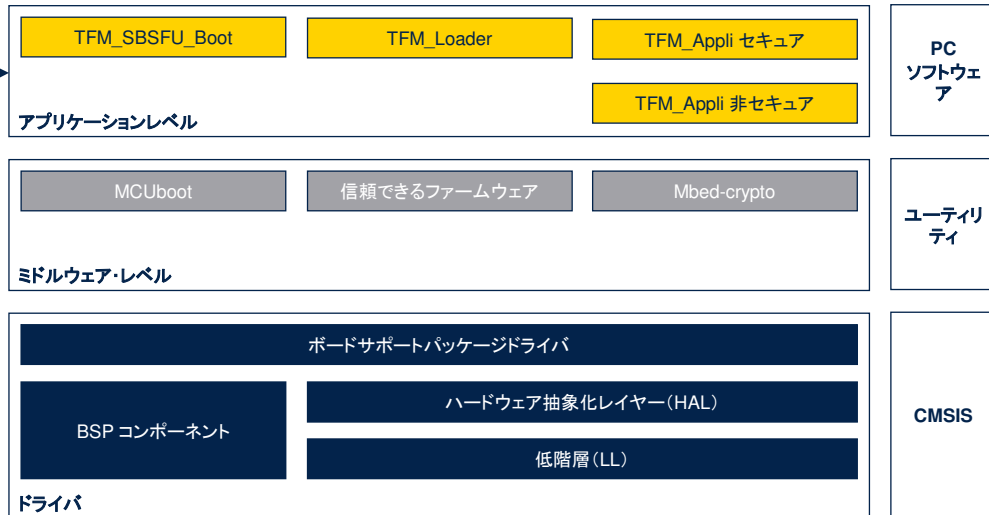 TFM_SBSFU_Boot
TFM_Loader
TFM_Appli セキュア
TFM_Appli 非セキュア
アプリケーションレベル
PC
ソフトウェ
ア
MCUboot
信頼できるファームウェア
Mbed-crypto
ミドルウェア・レベル
ユーティリ
ティ
ボードサポートパッケージドライバ
BSP コンポーネント
ハードウェア抽象化レイヤー(HAL)
低階層(LL)
ドライバ
CMSIS